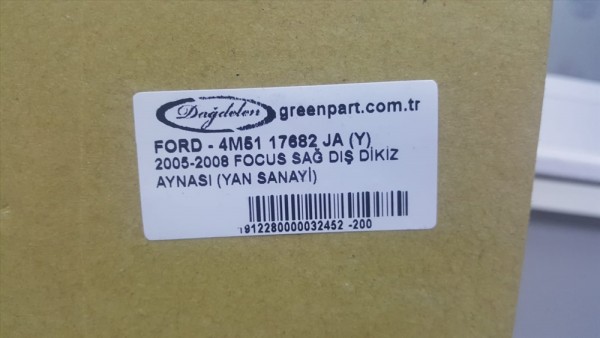 Dağdelen greenpart.com.tr
FORD - 4M51 17682 JA (Y)
2005-2008 FOCUS SAĞ DIŞ DİKİZ
AYNASI (YAN SANAYİ)
1912280000032452 -200